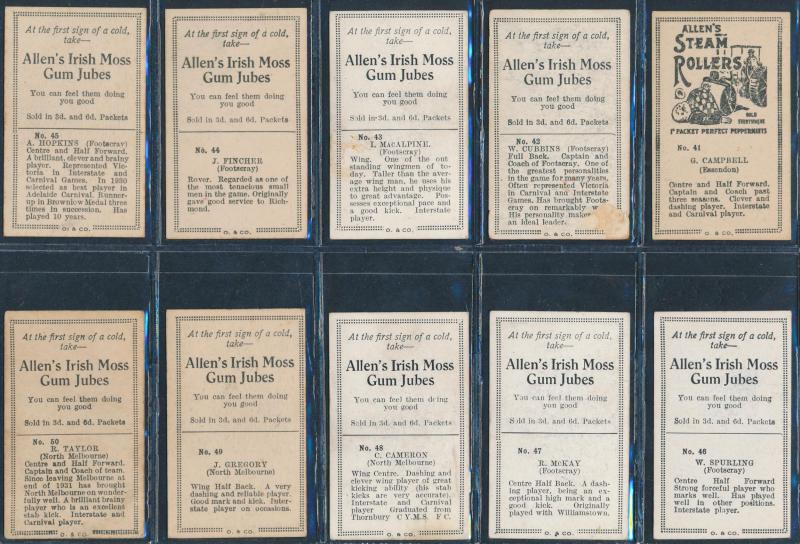 At the first sign of a cold,
take—
Allen's Irish Moss
Gum Jubes
You can feel them doing
you good
Sold in 3d. and 6d. Packets
No. 45
A. HOPKINS (Footscray)
Centre and Half Forward.
A brilliant, clever and brainy
player. Represented Vic-
toria in Interstate and
Carnival Games. In 1930
selected as best player in
Adelaide Carnival. Runner-
up in Brownlow Medal three
times in succession. Has
played 10 years.
O. & CO.
At the first sign of a cold,
take—
Allen's Irish Moss
Gum Jubes
You can feel them doing
you good
Sold in 3d. and 6d. Packets
No. 44
J. FINCHER
(Footscray)
Rover. Regarded as one of
the most tenacious small
men in the game. Originally
gave good service to Rich-
mond.
O. & CO.
At the first sign of a cold,
take—
Allen's Irish Moss
Gum Jubes
You can feel them doing
you good
Sold in 3d. and 6d. Packets
No. 43
I. MACALPINE.
(Footscray)
Wing. One of the out
standing wingmen of to-
day. Taller than the aver-
age wing man, he uses his
extra height and physique
to great advantage. Pos-
sesses exceptional pace and
a good kick. Interstate
player.
O. & CO.
At the first sign of a cold,
take—
Allen's Irish Moss
Gum Jubes
You can feel them doing
you good
Sold in 3d. and 6d. Packets
No. 42
W. CUBBINS (Footscray)
Full Back. Captain and
Coach of Footscray. One of
the greatest personalities
in the game for many years.
Often represented Victoria
in Carnival and Interstate
Games. Has brought Foots-
cray on remarkably w
His personality makes
an ideal leader.
O. & CO.
ALLEN'S
STEAM
ROLLERS
SOLD
EVERYWHERE
1D PACKET PERFECT PEPPERMINTS
No. 41
G. CAMPBELL
(Essendon)
Centre and Half Forward.
Captain and Coach past
three seasons. Clever and
dashing player. Interstate
and Carnival player.
O. & CO.
At the first sign of a cold,
take—
Allen's Irish Moss
Gum Jubes
You can feel them doing
you good
Sold in 3d. and 6d. Packets
No. 50
R. TAYLOR
(North Melbourne)
Centre and Half Forward.
Captain and Coach of team.
Since leaving Melbourne at
end of 1931 has brought
North Melbourne on wonder-
fully well. A brilliant brainy
player who is an excellent
stab kick. Interstate and
Carnival player.
O. & CO.
At the first sign of a cold,
take—
Allen's Irish Moss
Gum Jubes
You can feel them doing
you good
Sold in 3d. and 6d. Packets
No. 49
J. GREGORY
(North Melbourne)
Wing Half Back. A very
dashing and reliable player.
Good mark and kick. Inter-
state player on occasions.
O. & CO.
At the first sign of a cold,
take—
Allen's Irish Moss
Gum Jubes
You can feel them doing
you good
Sold in 3d. and 6d. Packets
No. 48
C. CAMERON
(North Melbourne)
Wing Centre. Dashing and
clever wing player of great
kicking ability (his stab
kicks are very accurate).
Interstate and Carnival
player Graduated from
Thornbury C Y.M.S F C.
O. & CO.
At the first sign of a cold,
take—
Allen's Irish Moss
Gum Jubes
You can feel them doing
you good
Sold in 3d. and 6d. Packets
No. 47
R. McKAY
(Footscray)
Centre Half Back. A dash-
ing player, being an ex-
ceptional high mark and a
good kick. Originally
played with Williamstown.
O. & CO.
At the first sign of a cold,
take—
Allen's Irish Moss
Gum Jubes
You can feel them doing
you good
Sold in 3d. and 6d. Packets
No. 46
W. SPURLING
(Footscray)
Centre Half Forward
Strong forceful player who
marks well. Has played
well in other positions.
Interstate player.
O. & CO.